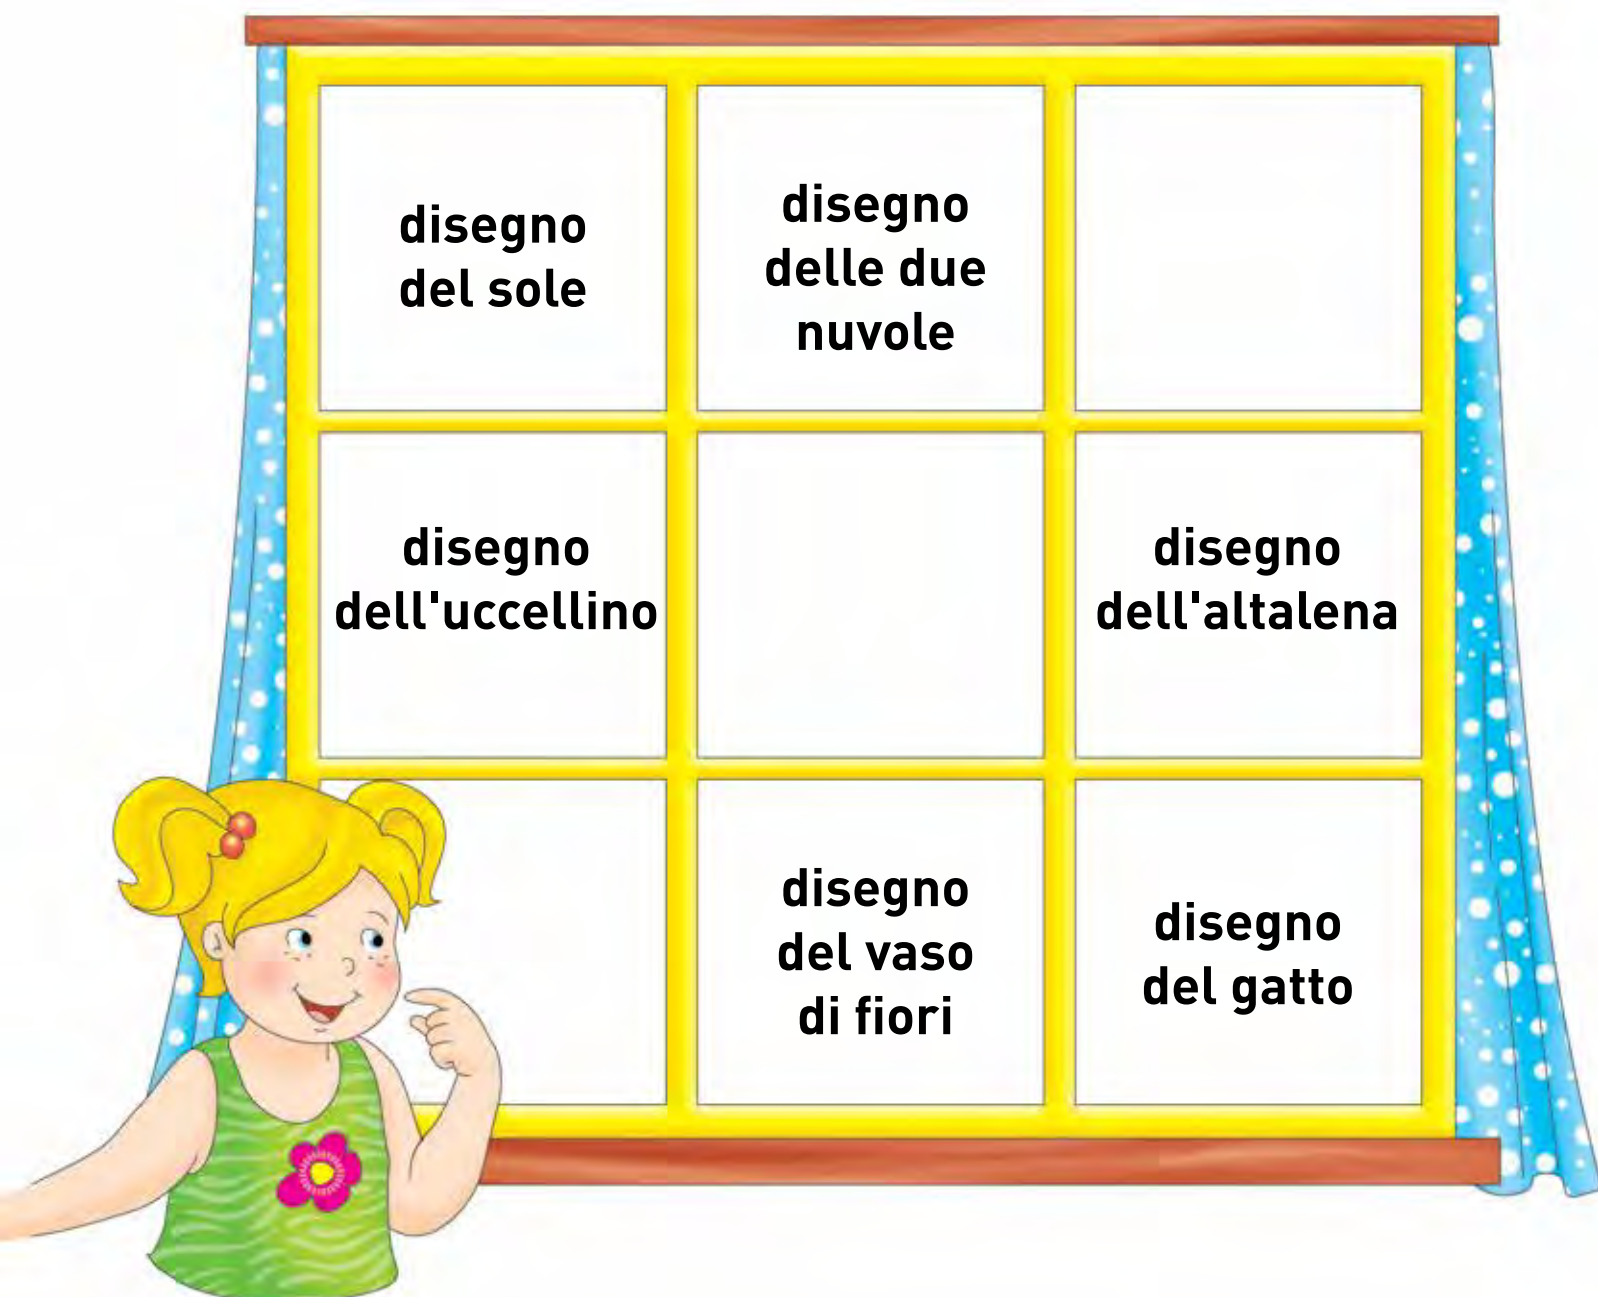 disegno
del sole
disegno
delle due
nuvole
disegno
dell'uccellino
disegno
dell'altalena
disegno
del vaso
di fiori
disegno
del gatto